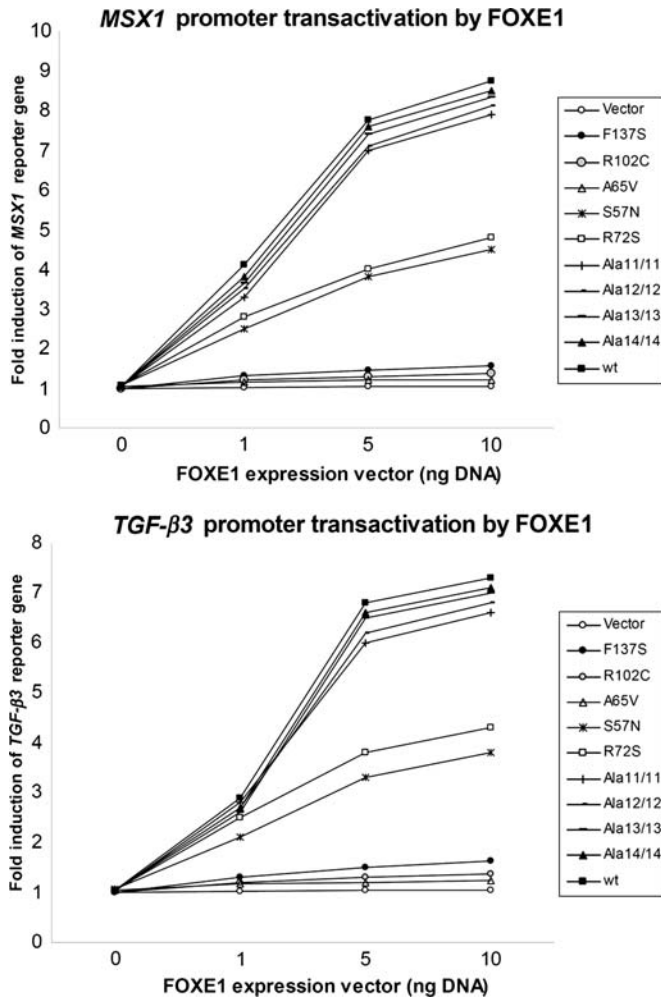 MSX1 promoter transactivation by FOXE1
Fold induction of MSX1 reporter gene
10
9
8
7
6
5
4
3
2
1
0
0 1 5 10
FOXE1 expression vector (ng DNA)
Vector
F137S
R102C
A65V
S57N
R72S
Ala11/11
Ala12/12
Ala13/13
Ala14/14
wt
TGF-β3 promoter transactivation by FOXE1
Fold induction of TGF-β3 reporter gene
8
7
6
5
4
3
2
1
0
0 1 5 10
FOXE1 expression vector (ng DNA)
Vector
F137S
R102C
A65V
S57N
R72S
Ala11/11
Ala12/12
Ala13/13
Ala14/14
wt